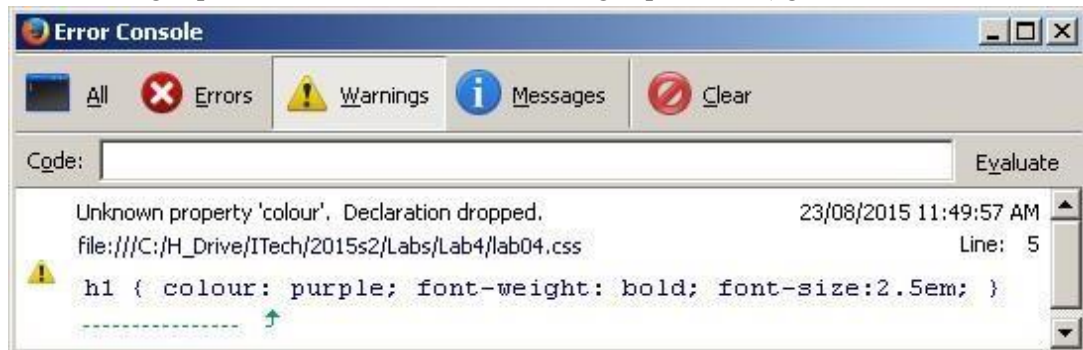 Error Console
All Errors Warnings Messages Clear
Code: Evaluate
Unknown property 'colour'. Declaration dropped. 23/08/2015 11:49:57 AM
file:///C:/H_Drive/ITech/2015s2/Labs/Lab4/lab04.css Line: 5
h1 { colour: purple; font-weight: bold; font-size:2.5em; }